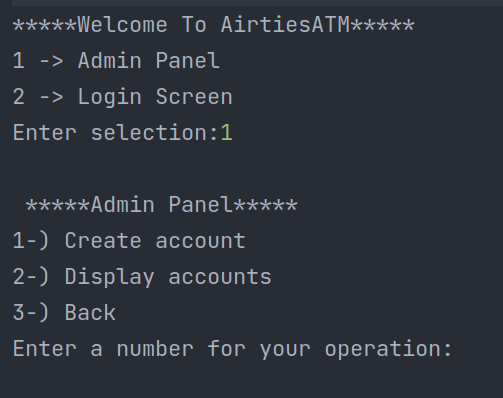 *****Welcome To AirtiesATM*****
1 -> Admin Panel
2 -> Login Screen
Enter selection:1
*****Admin Panel*****
1-) Create account
2-) Display accounts
3-) Back
Enter a number for your operation: